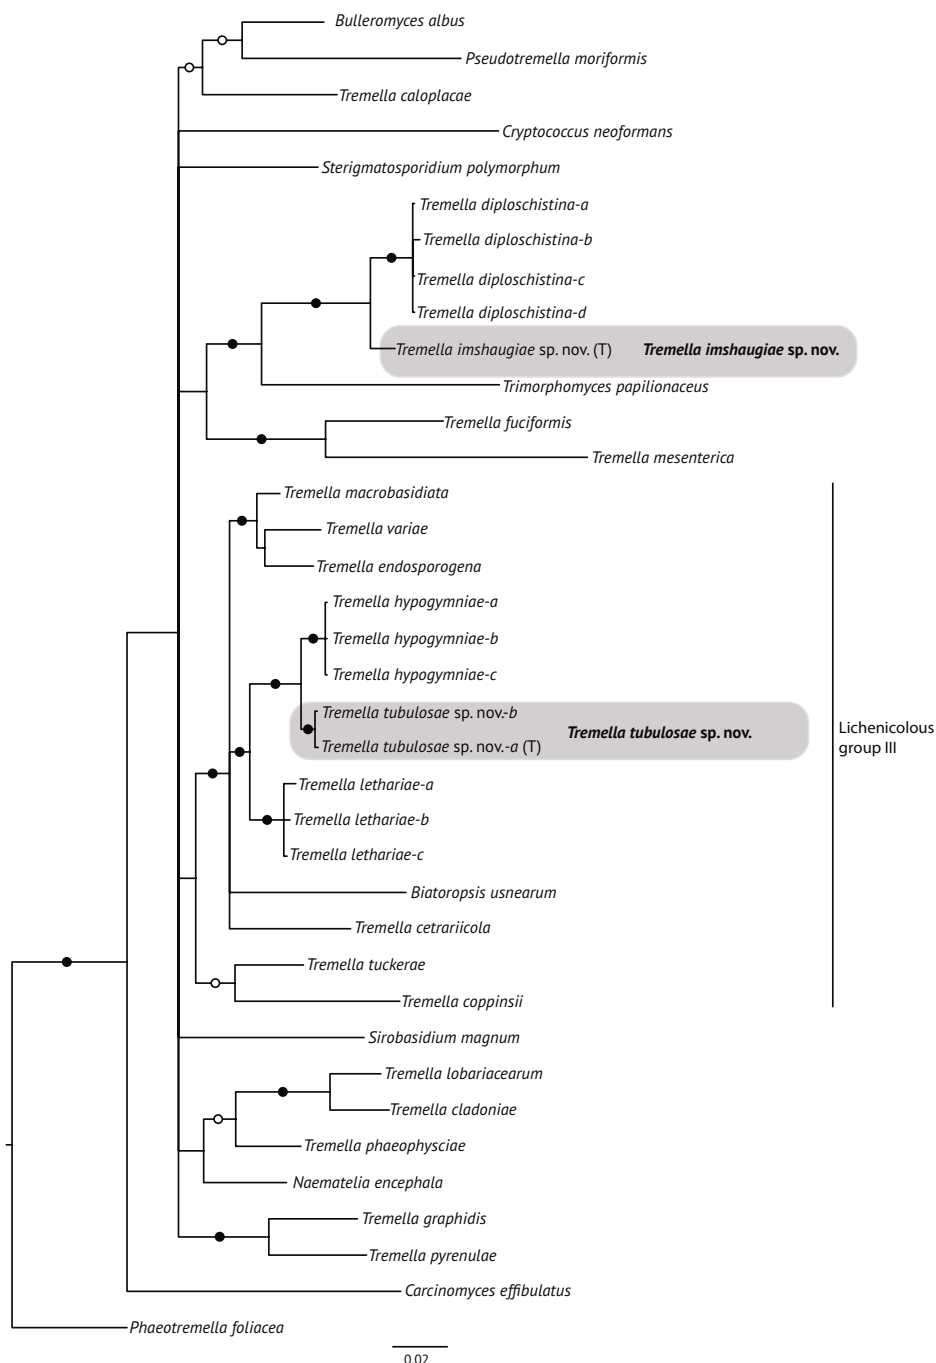 Bulleromyces albus
Pseudotremella moriformis
Tremella caloplacae
Cryptococcus neoformans
Sterigmatosporidium polymorphum
Tremella diploschistina-a
Tremella diploschistina-b
Tremella diploschistina-c
Tremella diploschistina-d
Tremella imshaugiae sp. nov. (T) Tremella imshaugiae sp. nov.
Trimorphomyces papilionaceus
Tremella fuciformis
Tremella mesenterica
Tremella macrobasidiata
Tremella variae
Tremella endosporogena
Tremella hypogymniae-a
Tremella hypogymniae-b
Tremella hypogymniae-c
Tremella tubulosae sp. nov.-b
Tremella tubulosae sp. nov.
Tremella tubulosae sp. nov.-a (T)
Lichenicolous
group III
Tremella lethariae-a
Tremella lethariae-b
Tremella lethariae-c
Biatoropsis usnearum
Tremella cetrariicola
Tremella tuckerae
Tremella coppinsii
Sirobasidium magnum
Tremella lobariacearum
Tremella cladoniae
Tremella phaeophysciae
Naematelia encephala
Tremella graphidis
Tremella pyrenulae
Carcinomyces effibulatus
Phaeotremella foliacea
0.02